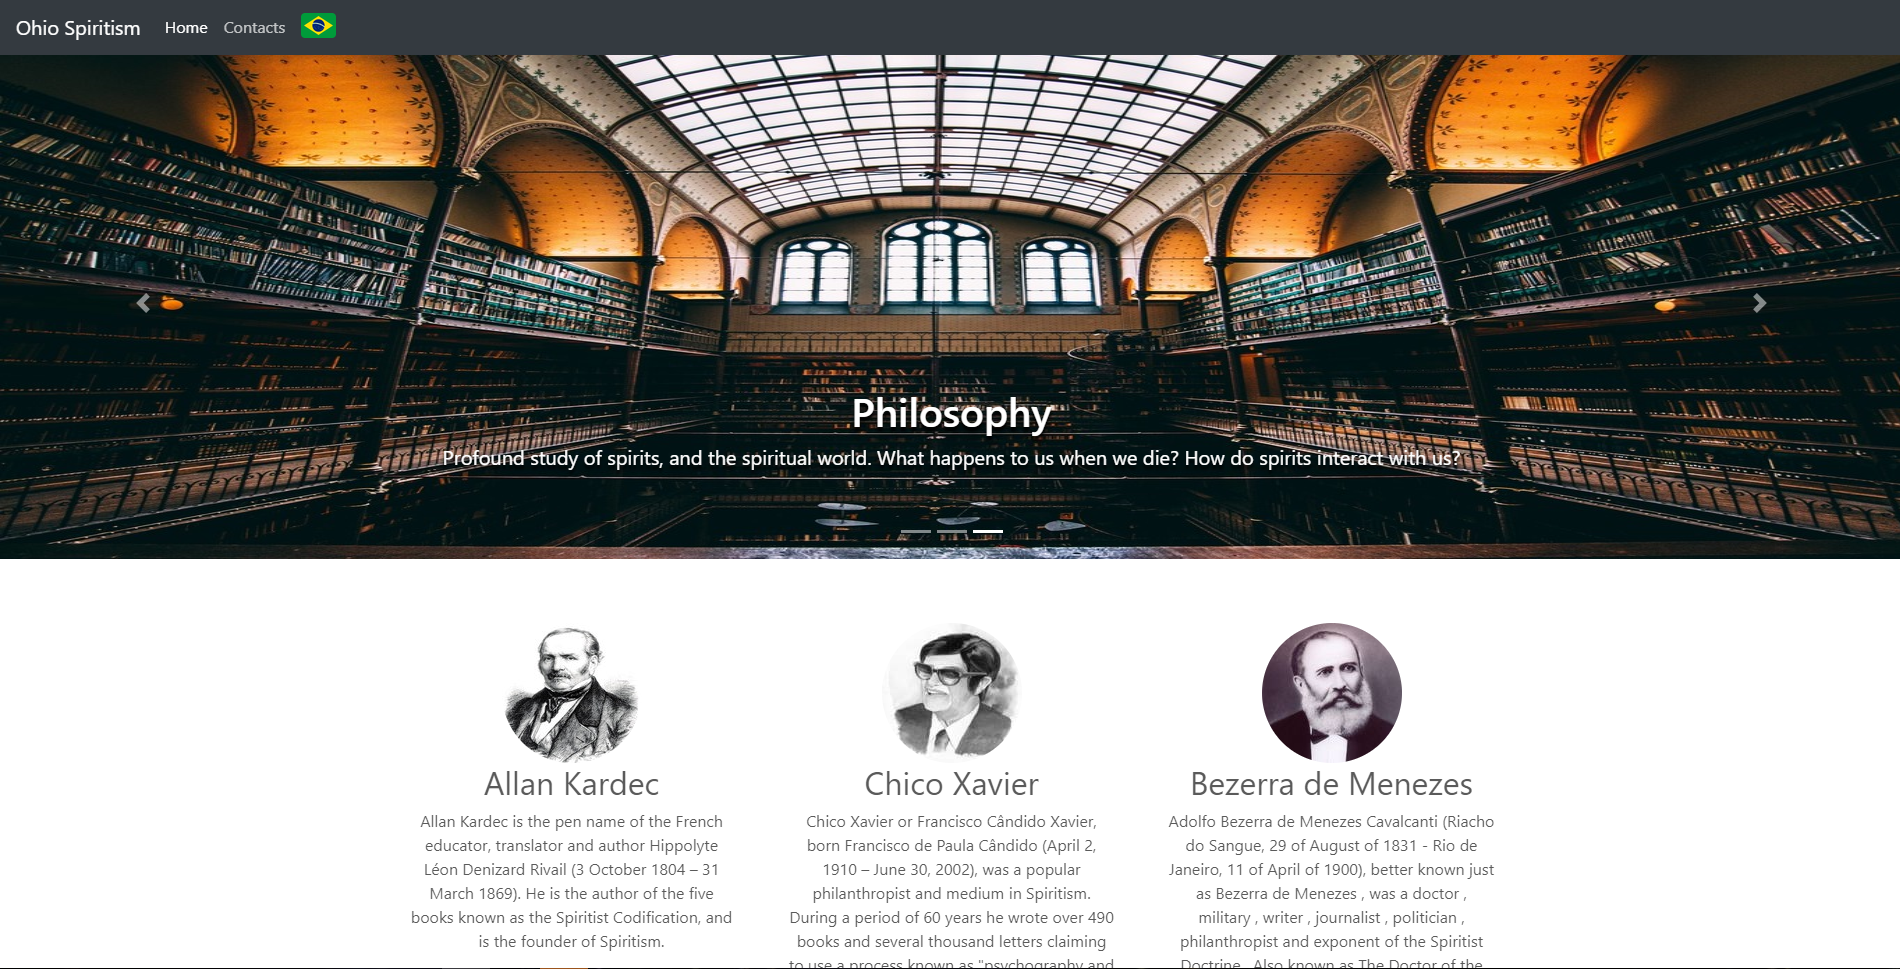 Ohio Spiritism Home Contacts
Philosophy
Profound study of spirits, and the spiritual world. What happens to us when we die? How do spirits interact with us?
Allan Kardec
Allan Kardec is the pen name of the French
educator, translator and author Hippolyte
Léon Denizard Rivail (3 October 1804 – 31
March 1869). He is the author of the five
books known as the Spiritist Codification, and
is the founder of Spiritism.
Chico Xavier
Chico Xavier or Francisco Cândido Xavier,
born Francisco de Paula Cândido (April 2,
1910 – June 30, 2002), was a popular
philanthropist and medium in Spiritism.
During a period of 60 years he wrote over 490
books and several thousand letters claiming
to use a process known as "psychography and
Bezerra de Menezes
Adolfo Bezerra de Menezes Cavalcanti (Riacho
do Sangue, 29 of August of 1831 - Rio de
Janeiro, 11 of April of 1900), better known just
as Bezerra de Menezes , was a doctor ,
military , writer , journalist , politician ,
philanthropist and exponent of the Spiritist
Doctrine . Also known as The Doctor of the